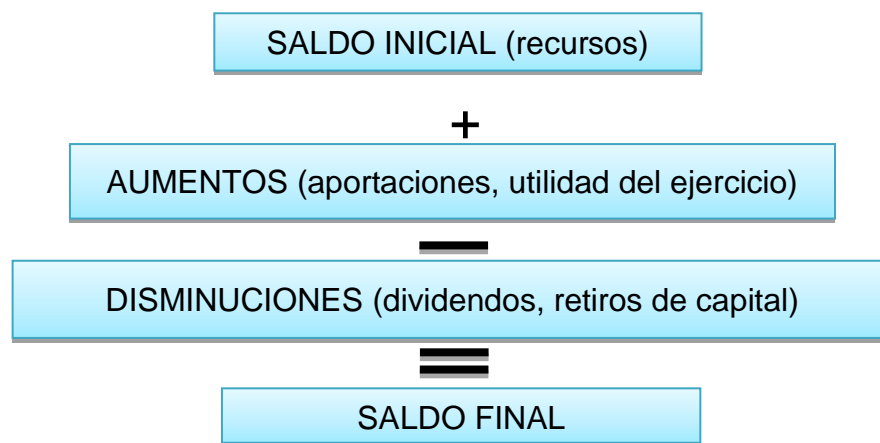 SALDO INICIAL (recursos)
+
AUMENTOS (aportaciones, utilidad del ejercicio)
—
DISMINUCIONES (dividendos, retiros de capital)
=
SALDO FINAL